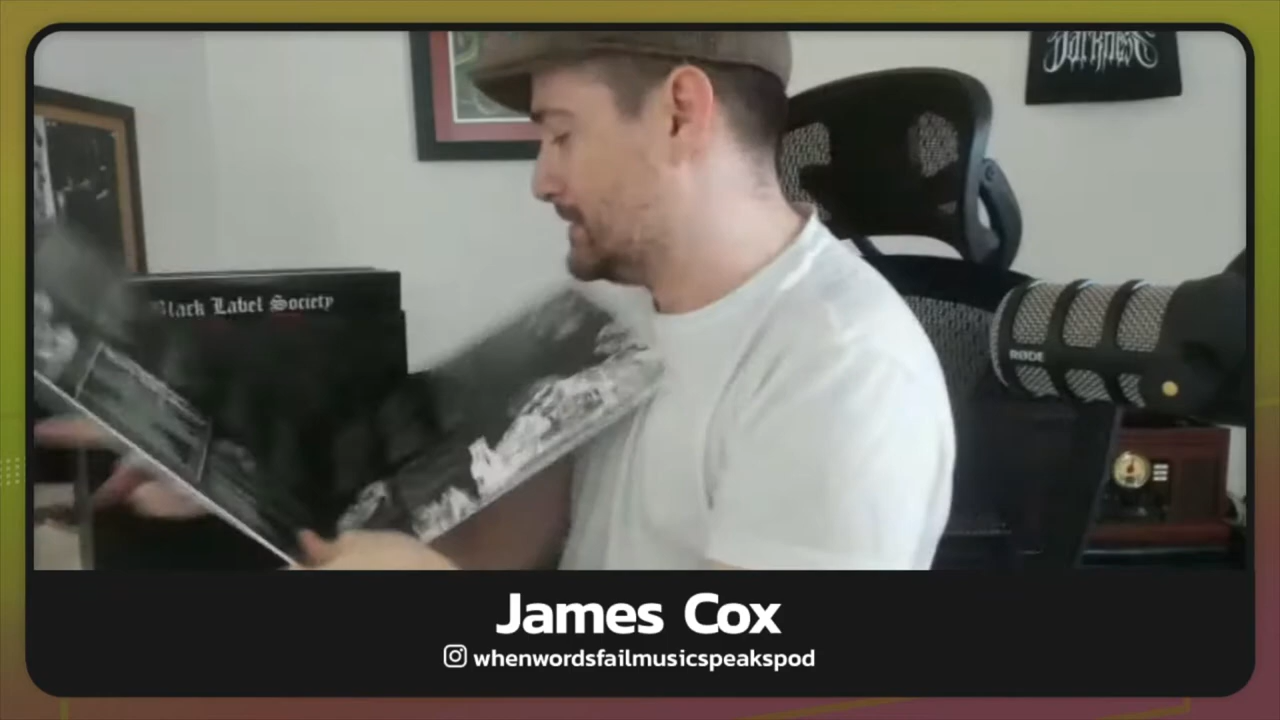 Darkness
Black Label Society
RØDE
James Cox
whenwordsfailmusicspeakspod